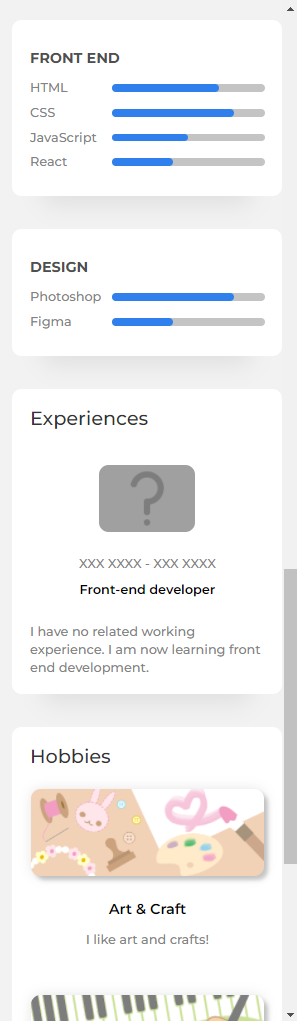 FRONT END
HTML
CSS
JavaScript
React
DESIGN
Photoshop
Figma
Experiences
?
XXX XXXX - XXX XXXX
Front-end developer
I have no related working
experience. I am now learning front
end development.
Hobbies
Art & Craft
I like art and crafts!